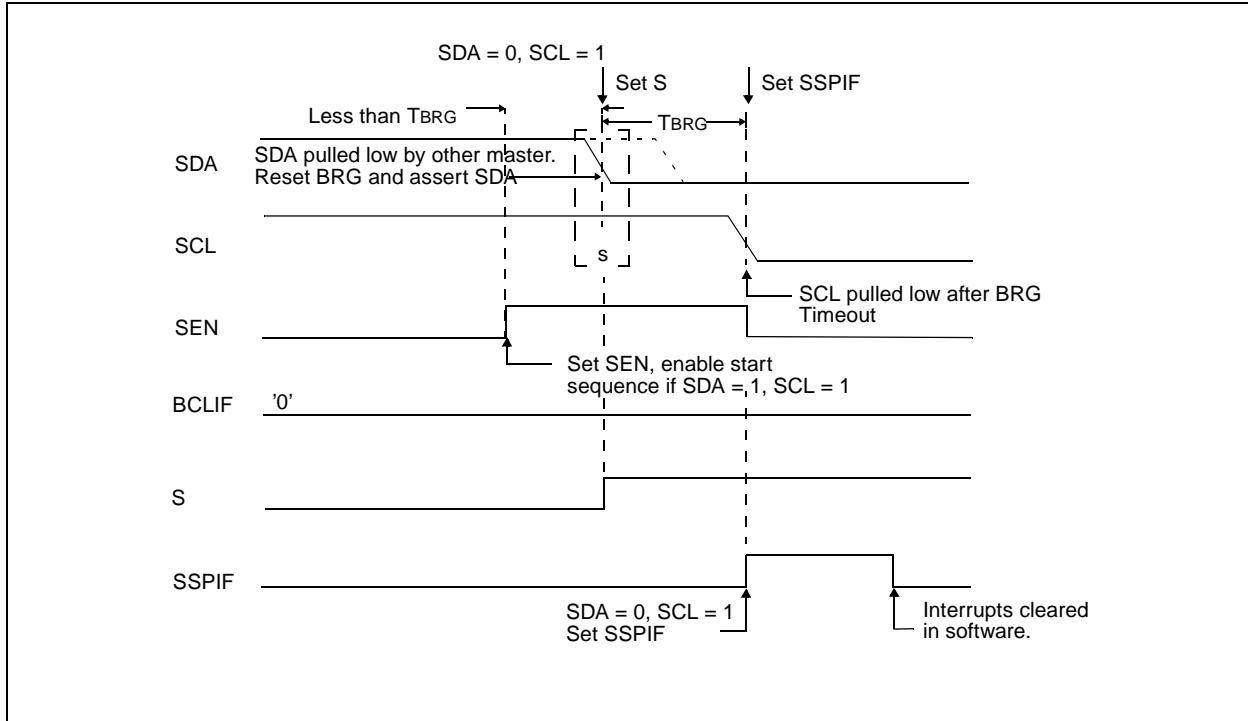 SDA = 0, SCL = 1
Set S
Set SSPIF
Less than TBRG
TBRG
SDA
SDA pulled low by other master.
Reset BRG and assert SDA
SCL
s
SCL pulled low after BRG
Timeout
SEN
Set SEN, enable start
sequence if SDA = 1, SCL = 1
BCLIF
'0'
S
SSPIF
SDA = 0, SCL = 1
Set SSPIF
Interrupts cleared
in software.